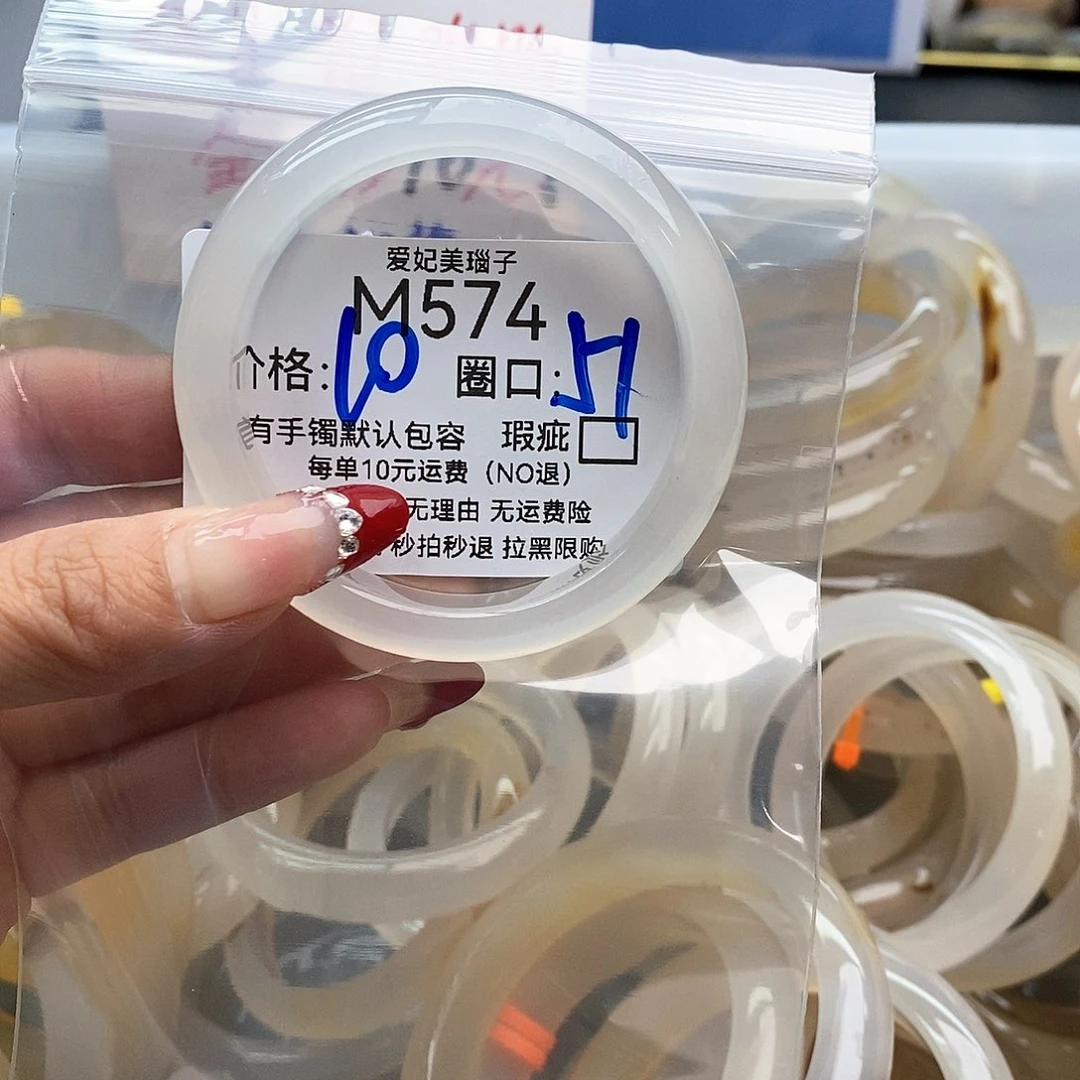 爱妃美瑙子
M574
价格:10 圈口:51
有手镯默认包容 瑕疵
每单10元运费（NO退）
无理由 无运费险
秒拍秒退 拉黑限购